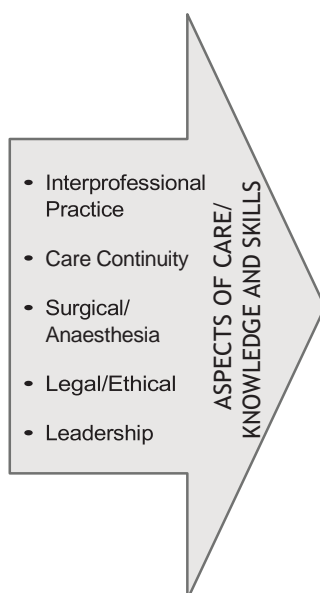 • Interprofessional
Practice
• Care Continuity
• Surgical/
Anaesthesia
• Legal/Ethical
• Leadership
ASPECTS OF CARE/
KNOWLEDGE AND SKILLS